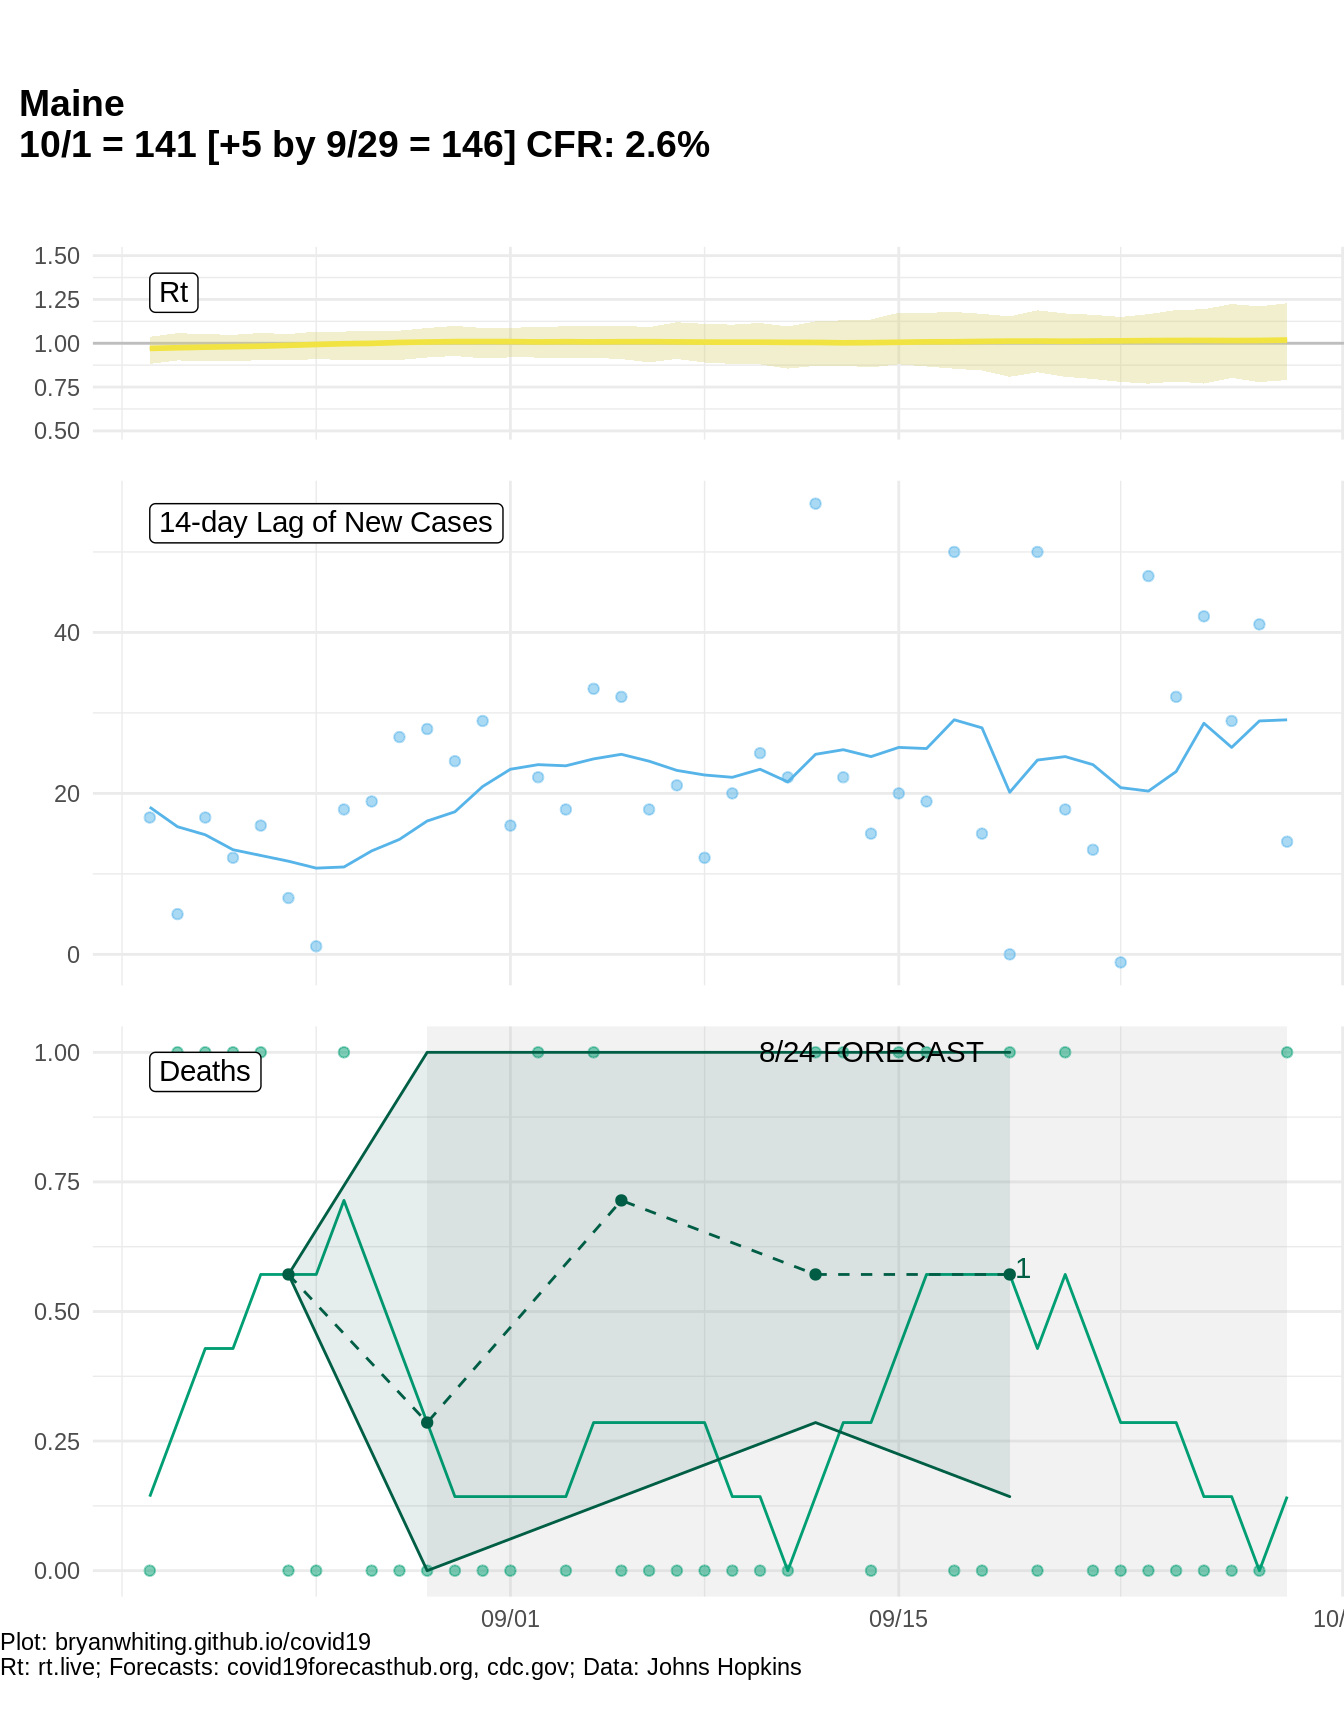 Maine
10/1 = 141 [+5 by 9/29 = 146] CFR: 2.6%
1.50
Rt
1.25
1.00
0.75
0.50
14-day Lag of New Cases
40
20
0
8/24 FORECAST
1.00
Deaths
0.75
1
0.50
0.25
0.00
09/01
09/15
10/
Plot: bryanwhiting.github.io/covid19
Rt: rt.live; Forecasts: covid19forecasthub.org, cdc.gov; Data: Johns Hopkins